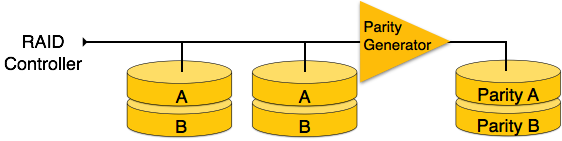 RAID
Controller
Parity
Generator
A
B
A
B
Parity A
Parity B